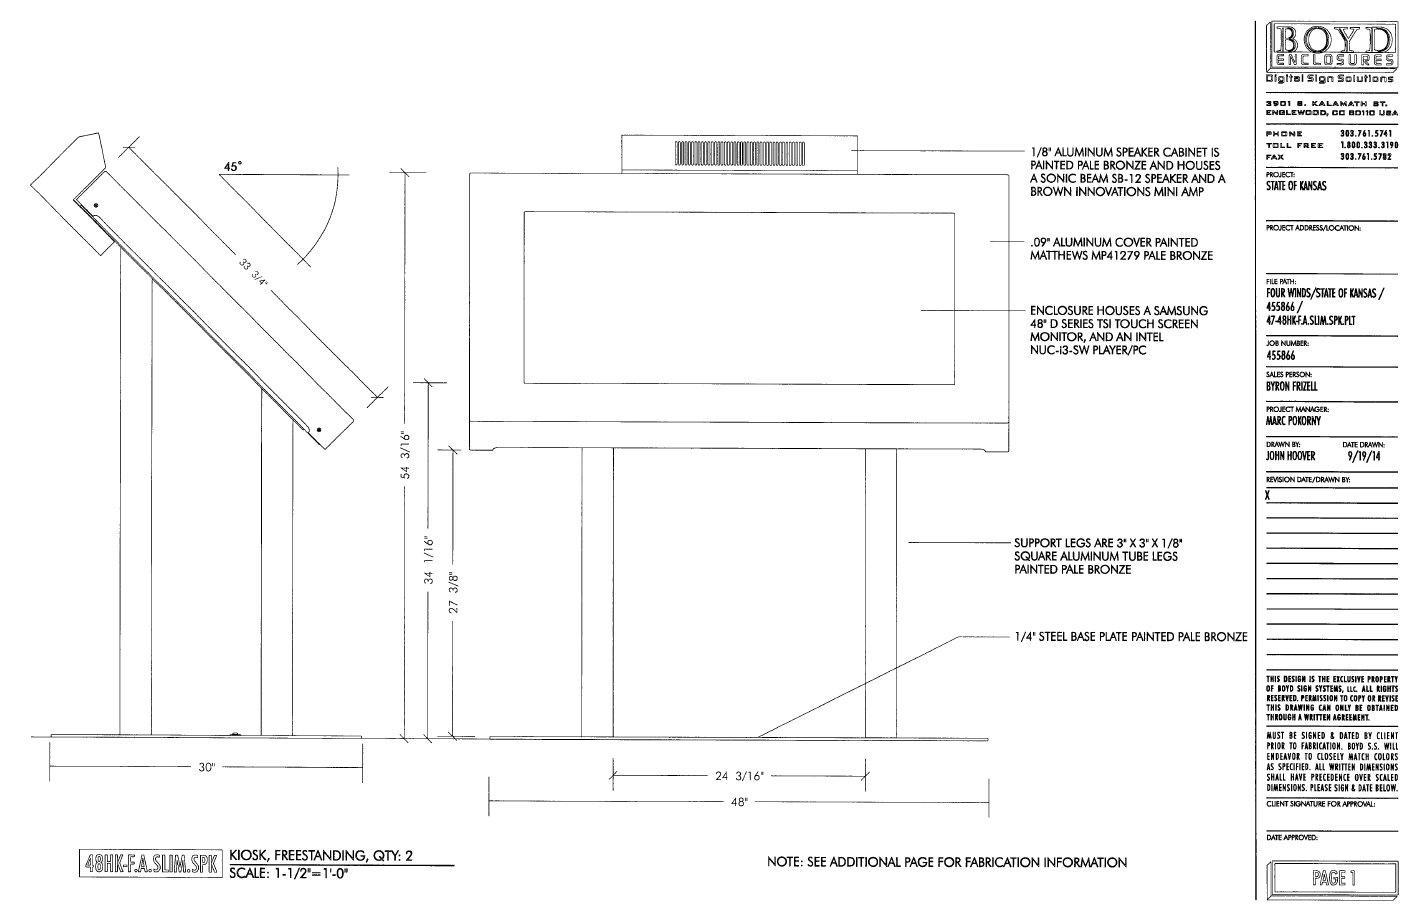 45°
33 3/4"
54 3/16"
34 1/16"
27 3/8"
30"
24 3/16"
48"
1/8" ALUMINUM SPEAKER CABINET IS
PAINTED PALE BRONZE AND HOUSES
A SONIC BEAM SB-12 SPEAKER AND A
BROWN INNOVATIONS MINI AMP
.09" ALUMINUM COVER PAINTED
MATTHEWS MP41279 PALE BRONZE
ENCLOSURE HOUSES A SAMSUNG
48" D SERIES TSI TOUCH SCREEN
MONITOR, AND AN INTEL
NUC-i3-SW PLAYER/PC
SUPPORT LEGS ARE 3" X 3" X 1/8"
SQUARE ALUMINUM TUBE LEGS
PAINTED PALE BRONZE
1/4" STEEL BASE PLATE PAINTED PALE BRONZE
48HK-F.A.SLIM.SPK
KIOSK, FREESTANDING, QTY: 2
SCALE: 1-1/2"=1'-0"
NOTE: SEE ADDITIONAL PAGE FOR FABRICATION INFORMATION
BOYD
ENCLOSURES
Digital Sign Solutions
3901 S. KALAMATH ST.
ENGLEWOOD, CO 80110 USA
PHONE 303.761.5741
TOLL FREE 1.800.333.3190
FAX 303.761.5782
PROJECT:
STATE OF KANSAS
PROJECT ADDRESS/LOCATION:
FILE PATH:
FOUR WINDS/STATE OF KANSAS /
455866 /
47-48HK-F.A.SLIM.SPK.PLT
JOB NUMBER:
455866
SALES PERSON:
BYRON FRIZELL
PROJECT MANAGER:
MARC POKORNY
DRAWN BY: DATE DRAWN:
JOHN HOOVER 9/19/14
REVISION DATE/DRAWN BY:
X
THIS DESIGN IS THE EXCLUSIVE PROPERTY
OF BOYD SIGN SYSTEMS, LLC. ALL RIGHTS
RESERVED. PERMISSION TO COPY OR REVISE
THIS DRAWING CAN ONLY BE OBTAINED
THROUGH A WRITTEN AGREEMENT.
MUST BE SIGNED & DATED BY CLIENT
PRIOR TO FABRICATION. BOYD S.S. WILL
ENDEAVOR TO CLOSELY MATCH COLORS
AS SPECIFIED. ALL WRITTEN DIMENSIONS
SHALL HAVE PRECEDENCE OVER SCALED
DIMENSIONS. PLEASE SIGN & DATE BELOW.
CLIENT SIGNATURE FOR APPROVAL:
DATE APPROVED:
PAGE 1